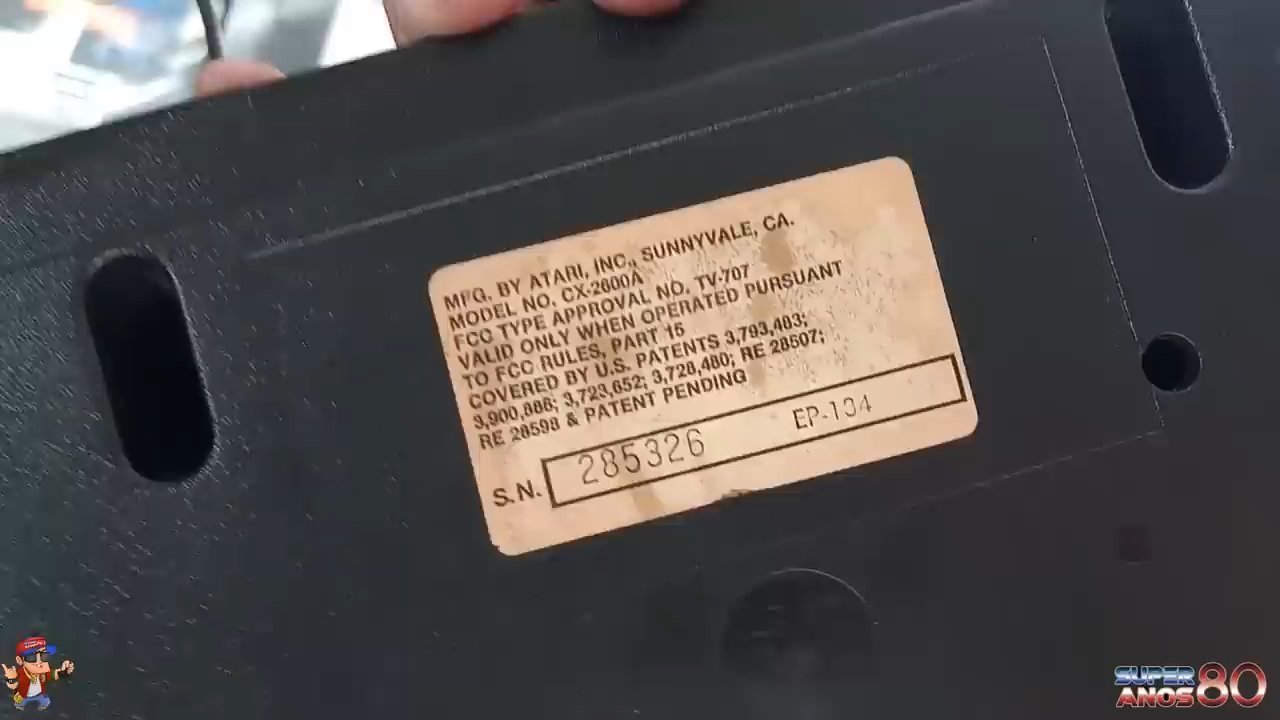 MFG. BY ATARI, INC., SUNNYVALE, CA.
MODEL NO. CX-2600A
FCC TYPE APPROVAL NO. TV-707
VALID ONLY WHEN OPERATED PURSUANT
TO FCC RULES, PART 15
COVERED BY U.S. PATENTS 3,793,483;
3,900,886; 3,723,652; 3,728,480; RE 28507;
RE 28598 & PATENT PENDING
S.N. 285326 EP-134
SUPER
ANOS 80